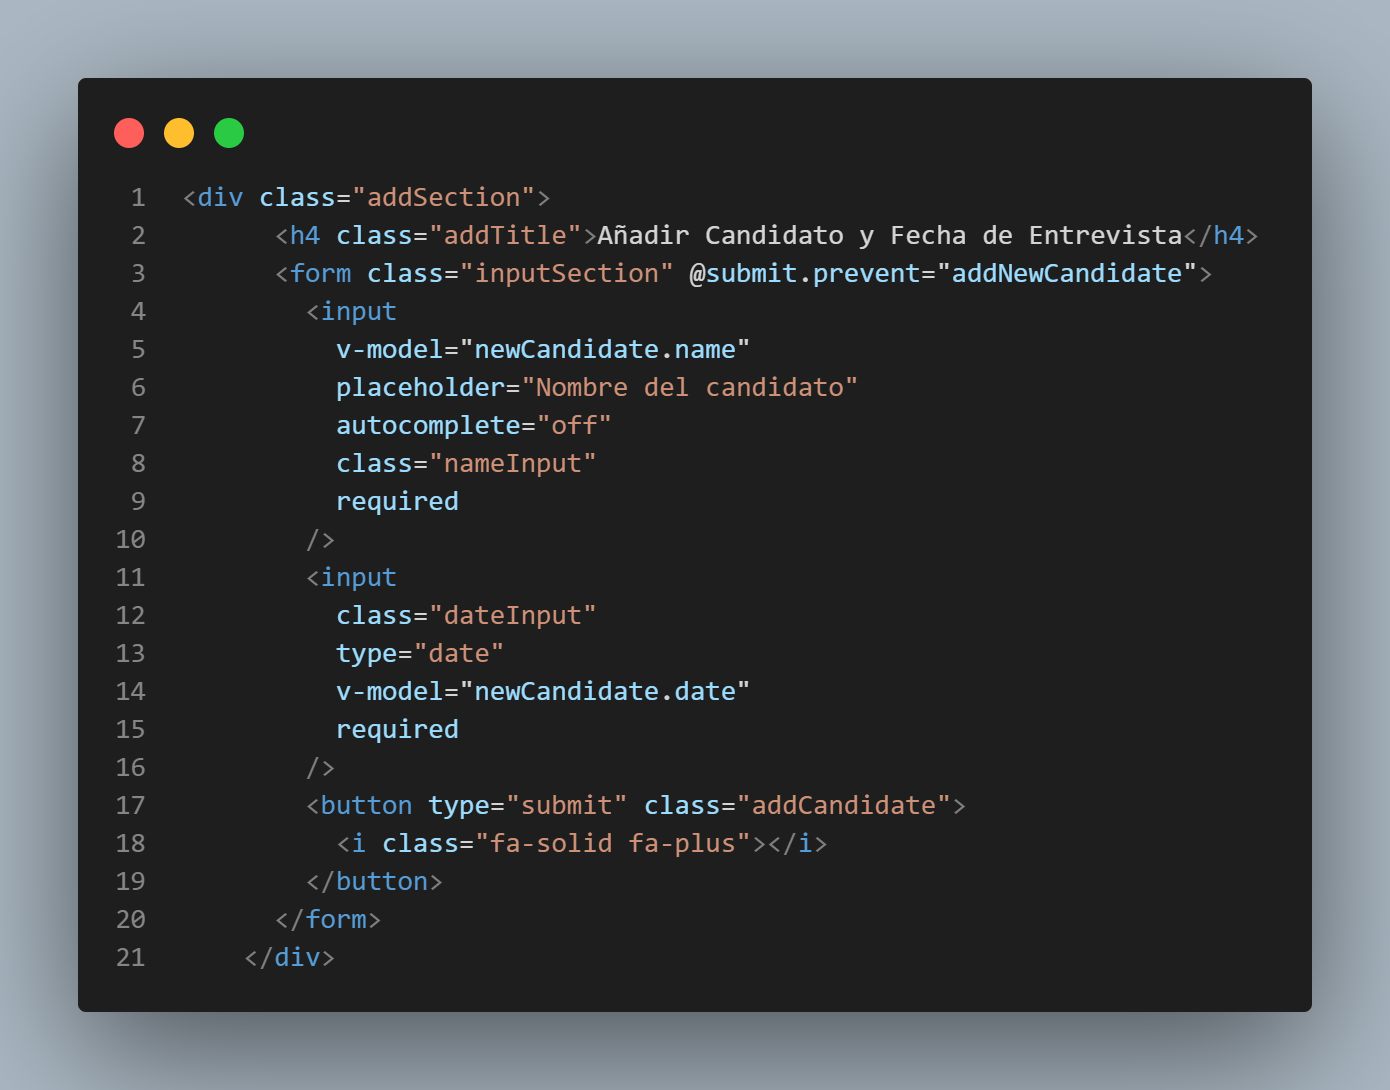 1 <div class="addSection">
2 <h4 class="addTitle">Añadir Candidato y Fecha de Entrevista</h4>
3 <form class="inputSection" @submit.prevent="addNewCandidate">
4 <input
5 v-model="newCandidate.name"
6 placeholder="Nombre del candidato"
7 autocomplete="off"
8 class="nameInput"
9 required
10 />
11 <input
12 class="dateInput"
13 type="date"
14 v-model="newCandidate.date"
15 required
16 />
17 <button type="submit" class="addCandidate">
18 <i class="fa-solid fa-plus"></i>
19 </button>
20 </form>
21 </div>